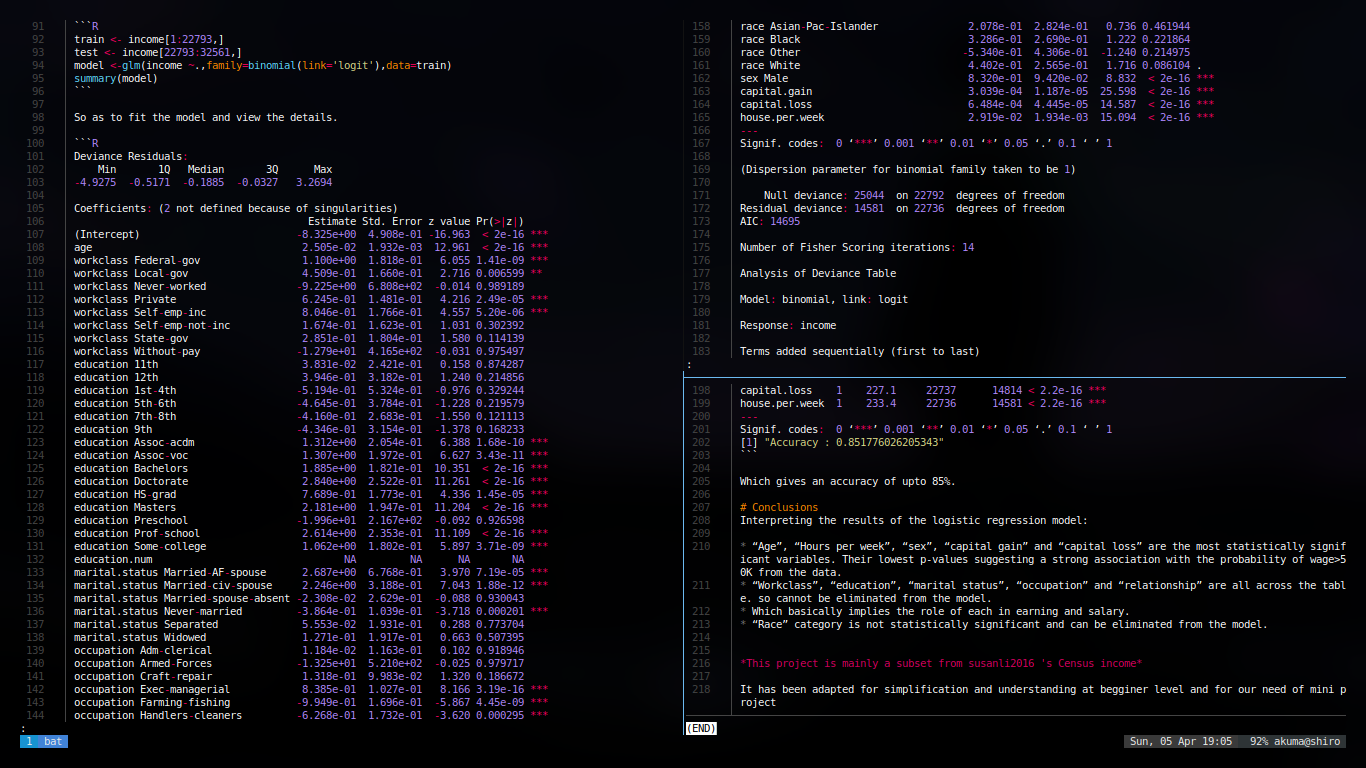 91 ```R
92 train <- income[1:22793,]
93 test <- income[22793:32561,]
94 model <-glm(income ~.,family=binomial(link='logit'),data=train)
95 summary(model)
96 ```
97
98 So as to fit the model and view the details.
99
100 ```R
101 Deviance Residuals:
102 Min 1Q Median 3Q Max
103 -4.9275 -0.5171 -0.1885 -0.0327 3.2694
104
105 Coefficients: (2 not defined because of singularities)
106 Estimate Std. Error z value Pr(>|z|)
107 (Intercept) -8.325e+00 4.908e-01 -16.963 < 2e-16 ***
108 age 2.505e-02 1.932e-03 12.961 < 2e-16 ***
109 workclass Federal-gov 1.100e+00 1.818e-01 6.055 1.41e-09 ***
110 workclass Local-gov 4.509e-01 1.660e-01 2.716 0.006599 **
111 workclass Never-worked -9.225e+00 6.808e+02 -0.014 0.989189
112 workclass Private 6.245e-01 1.481e-01 4.216 2.49e-05 ***
113 workclass Self-emp-inc 8.046e-01 1.766e-01 4.557 5.20e-06 ***
114 workclass Self-emp-not-inc 1.674e-01 1.623e-01 1.031 0.302392
115 workclass State-gov 2.851e-01 1.804e-01 1.580 0.114139
116 workclass Without-pay -1.279e+01 4.165e+02 -0.031 0.975497
117 education 11th 3.831e-02 2.421e-01 0.158 0.874287
118 education 12th 3.946e-01 3.182e-01 1.240 0.214856
119 education 1st-4th -5.194e-01 5.324e-01 -0.976 0.329244
120 education 5th-6th -4.645e-01 3.784e-01 -1.228 0.219579
121 education 7th-8th -4.160e-01 2.683e-01 -1.550 0.121113
122 education 9th -4.346e-01 3.154e-01 -1.378 0.168233
123 education Assoc-acdm 1.312e+00 2.054e-01 6.388 1.68e-10 ***
124 education Assoc-voc 1.307e+00 1.972e-01 6.627 3.43e-11 ***
125 education Bachelors 1.885e+00 1.821e-01 10.351 < 2e-16 ***
126 education Doctorate 2.840e+00 2.522e-01 11.261 < 2e-16 ***
127 education HS-grad 7.689e-01 1.773e-01 4.336 1.45e-05 ***
128 education Masters 2.181e+00 1.947e-01 11.204 < 2e-16 ***
129 education Preschool -1.996e+01 2.167e+02 -0.092 0.926598
130 education Prof-school 2.614e+00 2.353e-01 11.109 < 2e-16 ***
131 education Some-college 1.062e+00 1.802e-01 5.897 3.71e-09 ***
132 education.num NA NA NA NA
133 marital.status Married-AF-spouse 2.687e+00 6.768e-01 3.970 7.19e-05 ***
134 marital.status Married-civ-spouse 2.246e+00 3.188e-01 7.043 1.88e-12 ***
135 marital.status Married-spouse-absent -2.308e-02 2.629e-01 -0.088 0.930043
136 marital.status Never-married -3.864e-01 1.039e-01 -3.718 0.000201 ***
137 marital.status Separated 5.553e-02 1.931e-01 0.288 0.773704
138 marital.status Widowed 1.271e-01 1.917e-01 0.663 0.507395
139 occupation Adm-clerical 1.184e-02 1.163e-01 0.102 0.918946
140 occupation Armed-Forces -1.325e+01 5.210e+02 -0.025 0.979717
141 occupation Craft-repair 1.318e-01 9.983e-02 1.320 0.186672
142 occupation Exec-managerial 8.385e-01 1.027e-01 8.166 3.19e-16 ***
143 occupation Farming-fishing -9.949e-01 1.696e-01 -5.867 4.45e-09 ***
144 occupation Handlers-cleaners -6.268e-01 1.732e-01 -3.620 0.000295 ***
:
158 race Asian-Pac-Islander 2.078e-01 2.824e-01 0.736 0.461944
159 race Black 3.286e-01 2.690e-01 1.222 0.221864
160 race Other -5.340e-01 4.306e-01 -1.240 0.214975
161 race White 4.402e-01 2.565e-01 1.716 0.086104 .
162 sex Male 8.320e-01 9.420e-02 8.832 < 2e-16 ***
163 capital.gain 3.039e-04 1.187e-05 25.598 < 2e-16 ***
164 capital.loss 6.484e-04 4.445e-05 14.587 < 2e-16 ***
165 house.per.week 2.919e-02 1.934e-03 15.094 < 2e-16 ***
166 ---
167 Signif. codes: 0 ‘***’ 0.001 ‘**’ 0.01 ‘*’ 0.05 ‘.’ 0.1 ‘ ’ 1
168
169 (Dispersion parameter for binomial family taken to be 1)
170
171 Null deviance: 25044 on 22792 degrees of freedom
172 Residual deviance: 14581 on 22736 degrees of freedom
173 AIC: 14695
174
175 Number of Fisher Scoring iterations: 14
176
177 Analysis of Deviance Table
178
179 Model: binomial, link: logit
180
181 Response: income
182
183 Terms added sequentially (first to last)
:
198 capital.loss 1 227.1 22737 14814 < 2.2e-16 ***
199 house.per.week 1 233.4 22736 14581 < 2.2e-16 ***
200 ---
201 Signif. codes: 0 ‘***’ 0.001 ‘**’ 0.01 ‘*’ 0.05 ‘.’ 0.1 ‘ ’ 1
202 [1] "Accuracy : 0.851776026205343"
203 ```
204
205 Which gives an accuracy of upto 85%.
206
207 # Conclusions
208 Interpreting the results of the logistic regression model:
209
210 * “Age”, “Hours per week”, “sex”, “capital gain” and “capital loss” are the most statistically signif
icant variables. Their lowest p-values suggesting a strong association with the probability of wage>5
0K from the data.
211 * “Workclass”, “education”, “marital status”, “occupation” and “relationship” are all across the tabl
e. so cannot be eliminated from the model.
212 * Which basically implies the role of each in earning and salary.
213 * “Race” category is not statistically significant and can be eliminated from the model.
214
215
216 *This project is mainly a subset from susanli2016 's Census income*
217
218 It has been adapted for simplification and understanding at begginer level and for our need of mini p
roject
(END)
1 bat
Sun, 05 Apr 19:05 92% akuma@shiro